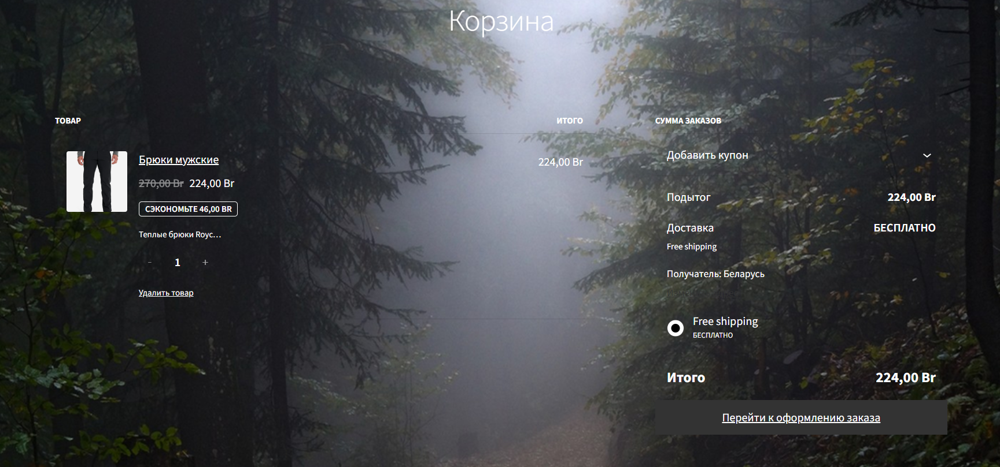 Корзина
ТОВАР
ИТОГО
Брюки мужские
224,00 Br
270,00 Br 224,00 Br
СЭКОНОМЬТЕ 46,00 BR
Теплые брюки Royc…
- 1 +
Удалить товар
СУММА ЗАКАЗОВ
Добавить купон
Подытог 224,00 Br
Доставка БЕСПЛАТНО
Free shipping
Получатель: Беларусь
Free shipping
БЕСПЛАТНО
Итого 224,00 Br
Перейти к оформлению заказа